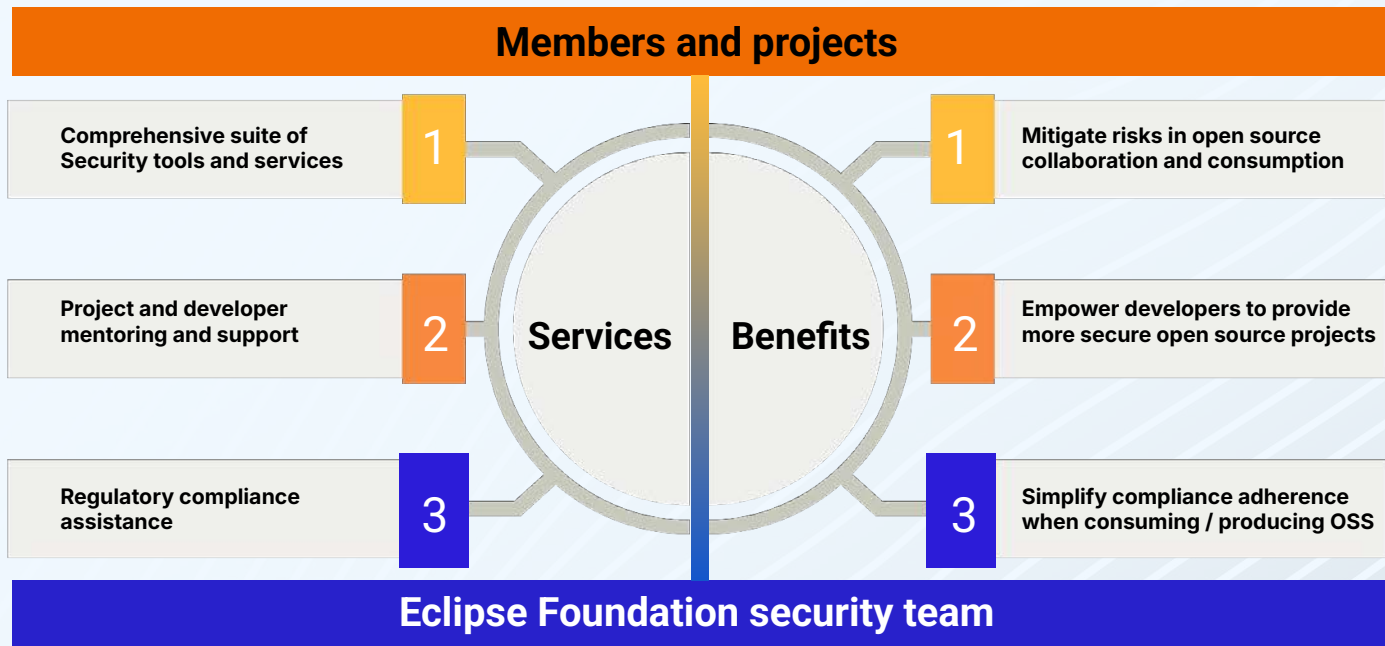 Members and projects
Comprehensive suite of
Security tools and services
1
Project and developer
mentoring and support
2
Regulatory compliance
assistance
3
Services
Benefits
1
Mitigate risks in open source
collaboration and consumption
2
Empower developers to provide
more secure open source projects
3
Simplify compliance adherence
when consuming / producing OSS
Eclipse Foundation security team